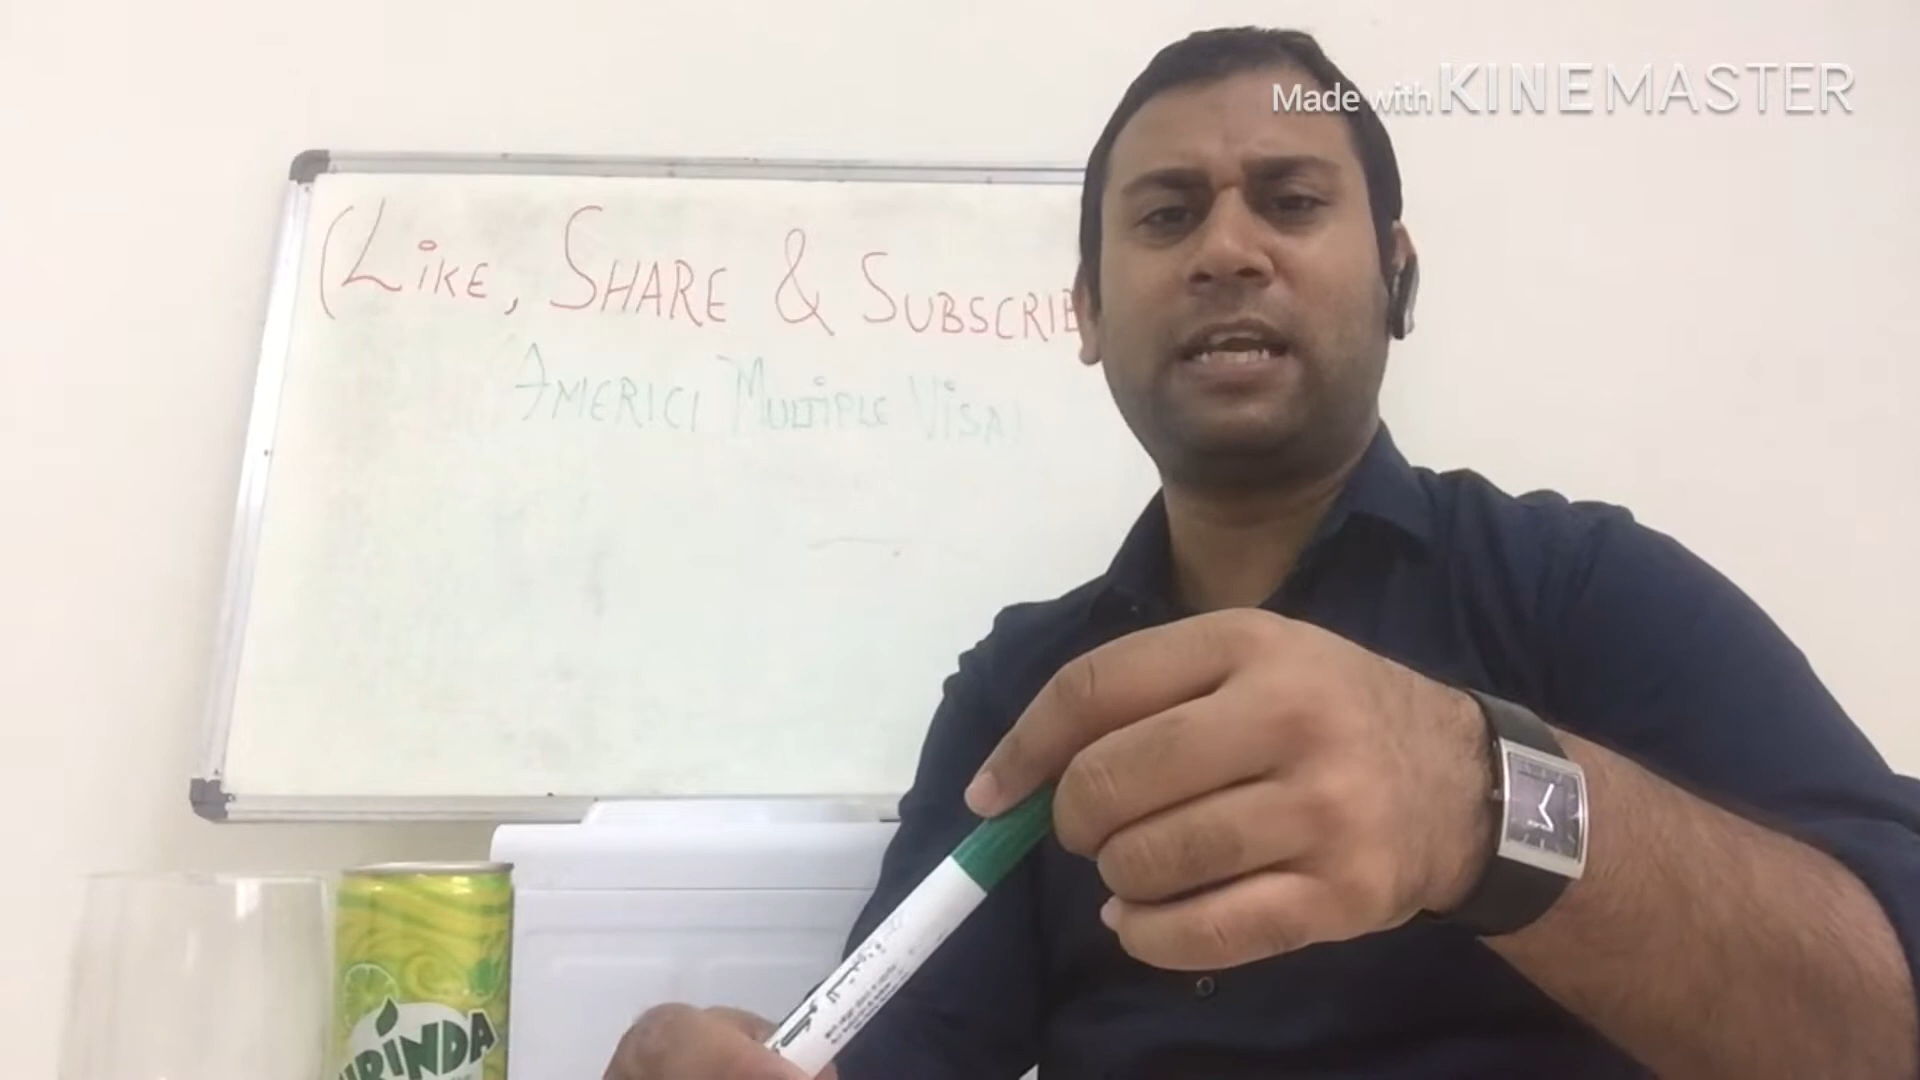 Made with KINEMASTER
(LIKE, SHARE & SUBSCRIB
AMERICI MULTIPLE VISA
MIRINDA